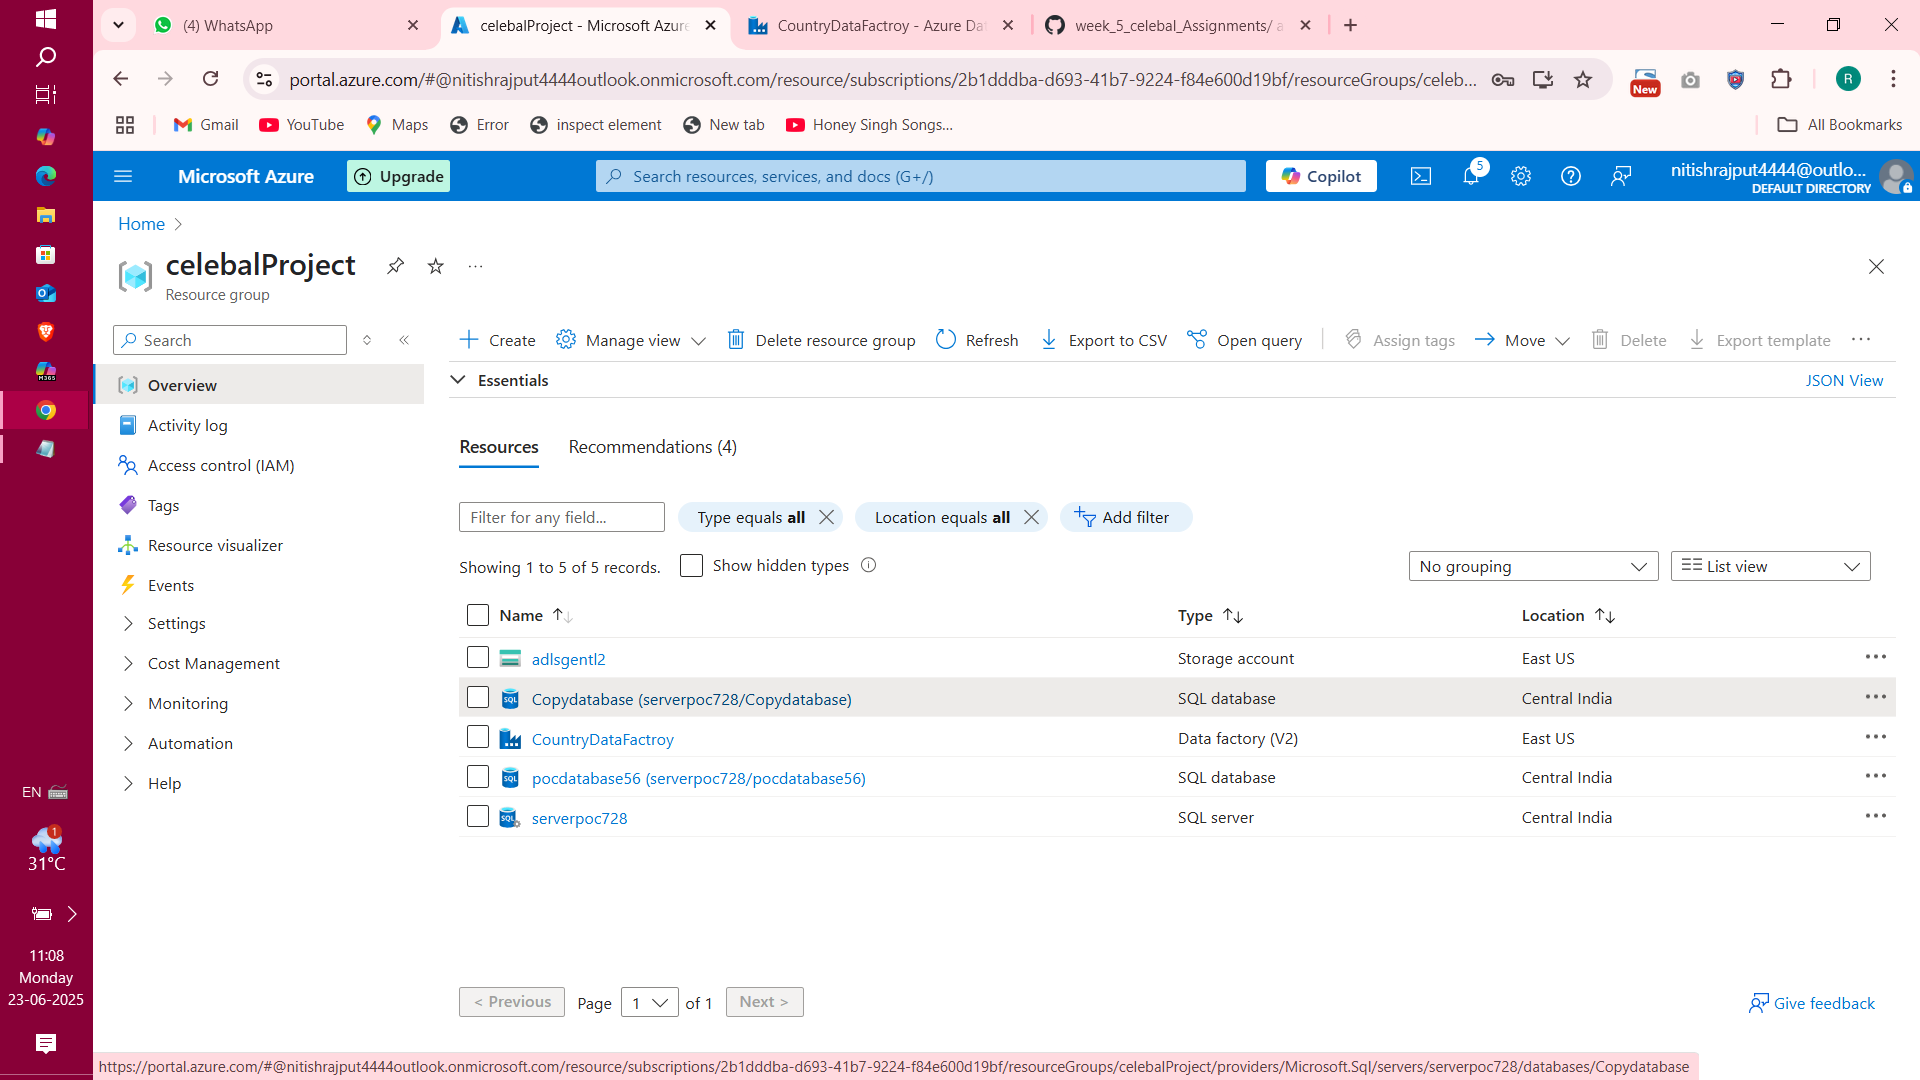 (4) WhatsApp
celebalProject - Microsoft Azure
CountryDataFactroy - Azure Da
week_5_celebal_Assignments/ a
portal.azure.com/#@nitishrajput4444outlook.onmicrosoft.com/resource/subscriptions/2b1dddba-d693-41b7-9224-f84e600d19bf/resourceGroups/celeb...
New
R
Gmail
YouTube
Maps
Error
inspect element
New tab
Honey Singh Songs...
All Bookmarks
Microsoft Azure
Upgrade
Search resources, services, and docs (G+/)
Copilot
5
nitishrajput4444@outlo...
DEFAULT DIRECTORY
Home
celebalProject
Resource group
Search
Create
Manage view
Delete resource group
Refresh
Export to CSV
Open query
Assign tags
Move
Delete
Export template
Overview
Activity log
Access control (IAM)
Tags
Resource visualizer
Events
Settings
Cost Management
Monitoring
Automation
Help
Essentials
JSON View
Resources
Recommendations (4)
Filter for any field...
Type equals all
Location equals all
Add filter
Showing 1 to 5 of 5 records.
Show hidden types
No grouping
List view
Name
Type
Location
adlsgentl2
Storage account
East US
Copydatabase (serverpoc728/Copydatabase)
SQL database
Central India
CountryDataFactroy
Data factory (V2)
East US
pocdatabase56 (serverpoc728/pocdatabase56)
SQL database
Central India
serverpoc728
SQL server
Central India
< Previous
Page
1
of 1
Next >
Give feedback
M365
EN
1
31°C
11:08
Monday
23-06-2025
https://portal.azure.com/#@nitishrajput4444outlook.onmicrosoft.com/resource/subscriptions/2b1dddba-d693-41b7-9224-f84e600d19bf/resourceGroups/celebalProject/providers/Microsoft.Sql/servers/serverpoc728/databases/Copydatabase